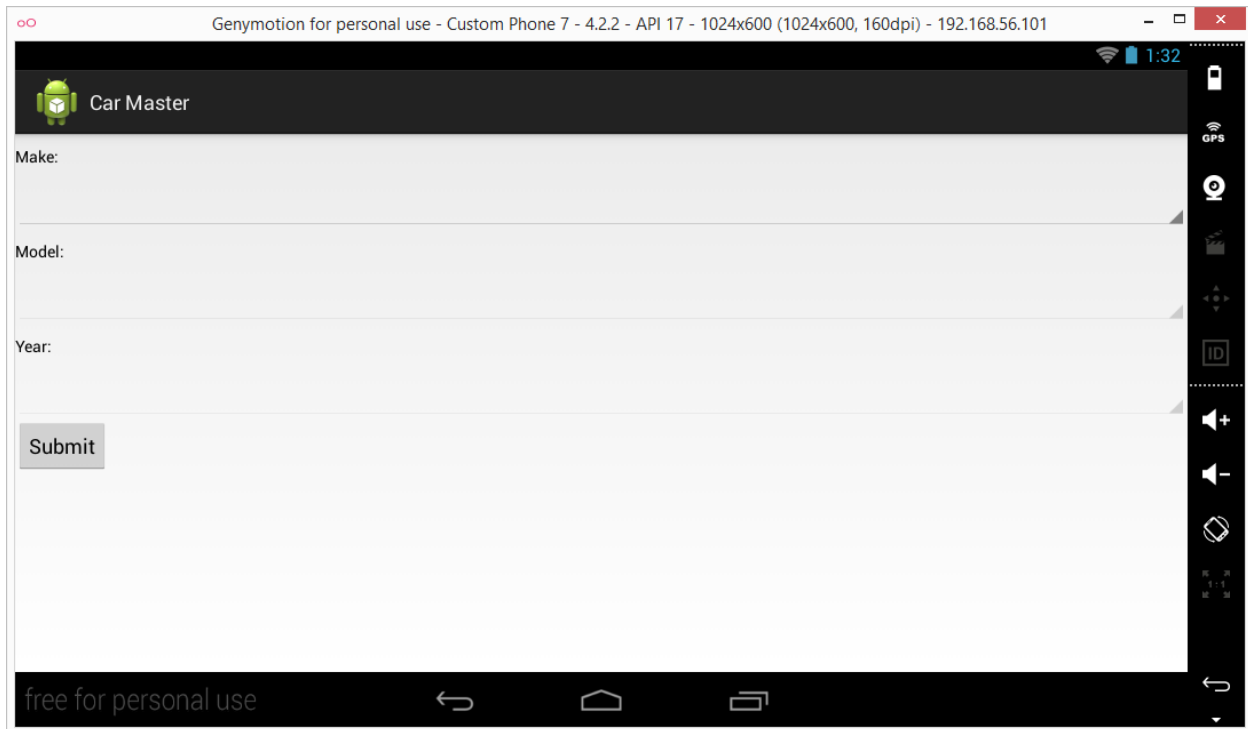 Genymotion for personal use - Custom Phone 7 - 4.2.2 - API 17 - 1024x600 (1024x600, 160dpi) - 192.168.56.101
1:32
Car Master
GPS
Make:
Model:
Year:
ID
Submit
1:1
free for personal use